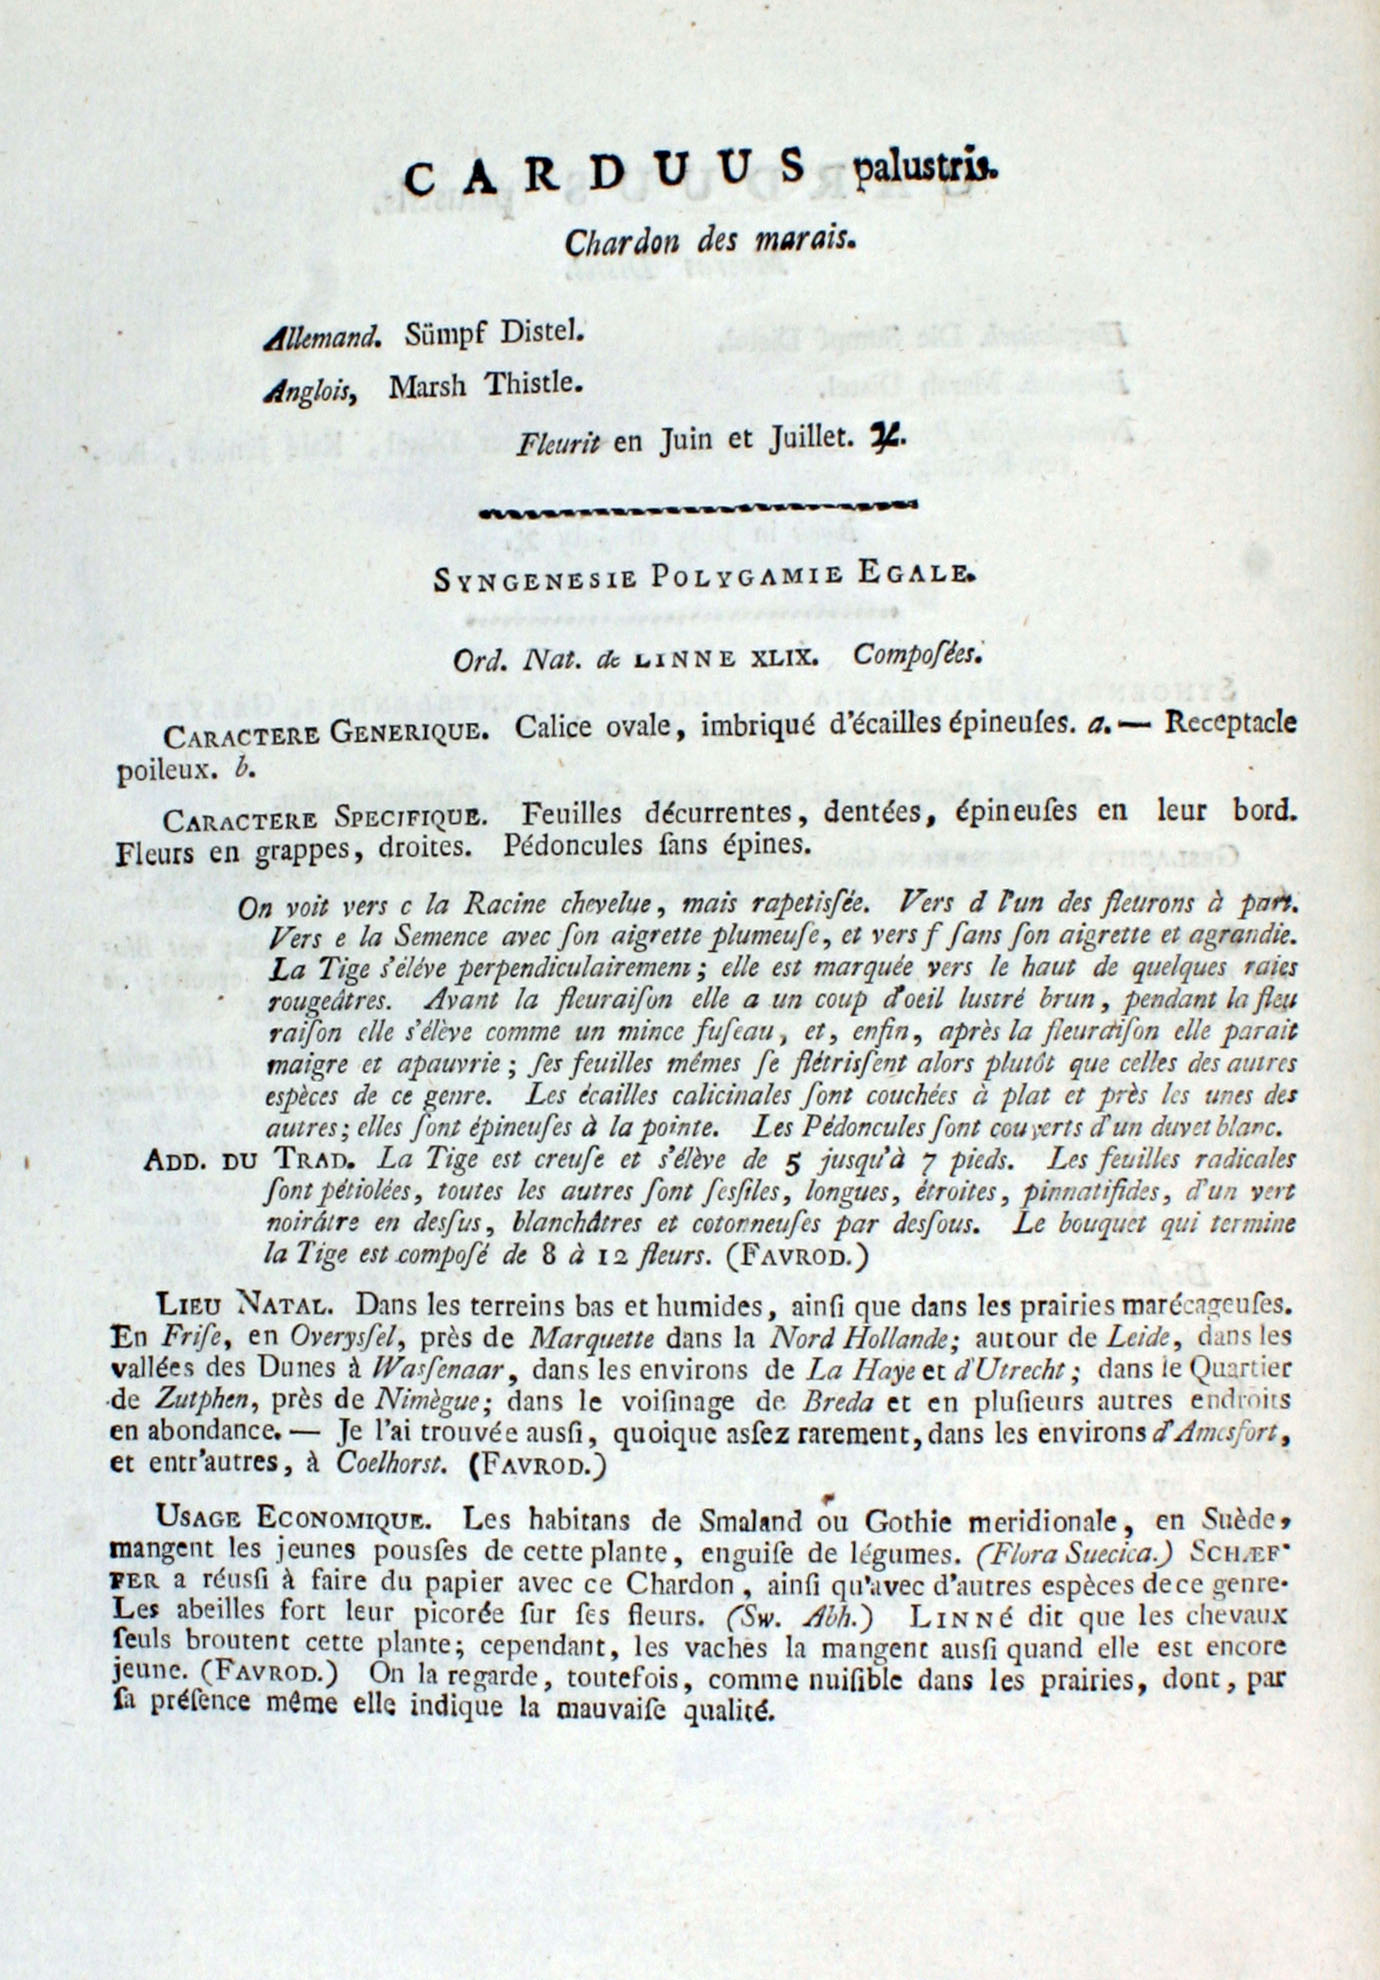 CARDUUS palustris.
Chardon des marais.
Allemand. Sümpf Distel.
Anglois, Marsh Thistle.
Fleurit en Juin et Juillet. ♃.
SYNGENESIE POLYGAMIE EGALE.
Ord. Nat. de LINNE XLIX. Compoſées.
CARACTERE GENERIQUE. Calice ovale, imbriqué d'écailles épineuſes. a. — Receptacle
poileux. b.
CARACTERE SPECIFIQUE. Feuilles décurrentes, dentées, épineuſes en leur bord.
Fleurs en grappes, droites. Pédoncules ſans épines.
On voit vers c la Racine chevelue, mais rapetiſſée. Vers d l'un des fleurons à part.
Vers e la Semence avec ſon aigrette plumeuſe, et vers f ſans ſon aigrette et agrandie.
La Tige s'éléve perpendiculairement; elle est marquée vers le haut de quelques raies
rougeâtres. Avant la fleuraiſon elle a un coup d'oeil lustré brun, pendant la fleu
raiſon elle s'élève comme un mince fuſeau, et, enfin, après la fleuraiſon elle parait
maigre et apauvrie; ſes feuilles mêmes ſe flétrisſent alors plutôt que celles des autres
espèces de ce genre. Les écailles calicinales ſont couchées à plat et près les unes des
autres; elles ſont épineuſes à la pointe. Les Pédoncules ſont couverts d'un duvet blanc.
ADD. DU TRAD. La Tige est creuſe et s'élève de 5 jusqu'à 7 pieds. Les feuilles radicales
ſont pétiolées, toutes les autres ſont ſesſiles, longues, étroites, pinnatifides, d'un vert
noirâtre en desſus, blanchâtres et cotonneuſes par desſous. Le bouquet qui termine
la Tige est compoſé de 8 à 12 fleurs. (FAVROD.)
LIEU NATAL. Dans les terreins bas et humides, ainſi que dans les prairies marécageuſes.
En Friſe, en Overysſel, près de Marquette dans la Nord Hollande; autour de Leide, dans les
vallées des Dunes à Wasſenaar, dans les environs de La Haye et d'Utrecht; dans le Quartier
de Zutphen, près de Nimègue; dans le voiſinage de Breda et en pluſieurs autres endroits
en abondance. — Je l'ai trouvée ausſi, quoique asſez rarement, dans les environs d'Amesfort,
et entr'autres, à Coelhorst. (FAVROD.)
USAGE ECONOMIQUE. Les habitans de Smaland ou Gothie meridionale, en Suède,
mangent les jeunes pousſes de cette plante, enguiſe de légumes. (Flora Suecica.) SCHÆF-
FER a réusſi à faire du papier avec ce Chardon, ainſi qu'avec d'autres espèces de ce genre.
Les abeilles font leur picorée ſur ſes fleurs. (Sw. Abh.) LINNÉ dit que les chevaux
ſeuls broutent cette plante; cependant, les vaches la mangent ausſi quand elle est encore
jeune. (FAVROD.) On la regarde, toutefois, comme nuiſible dans les prairies, dont, par
ſa préſence même elle indique la mauvaiſe qualité.